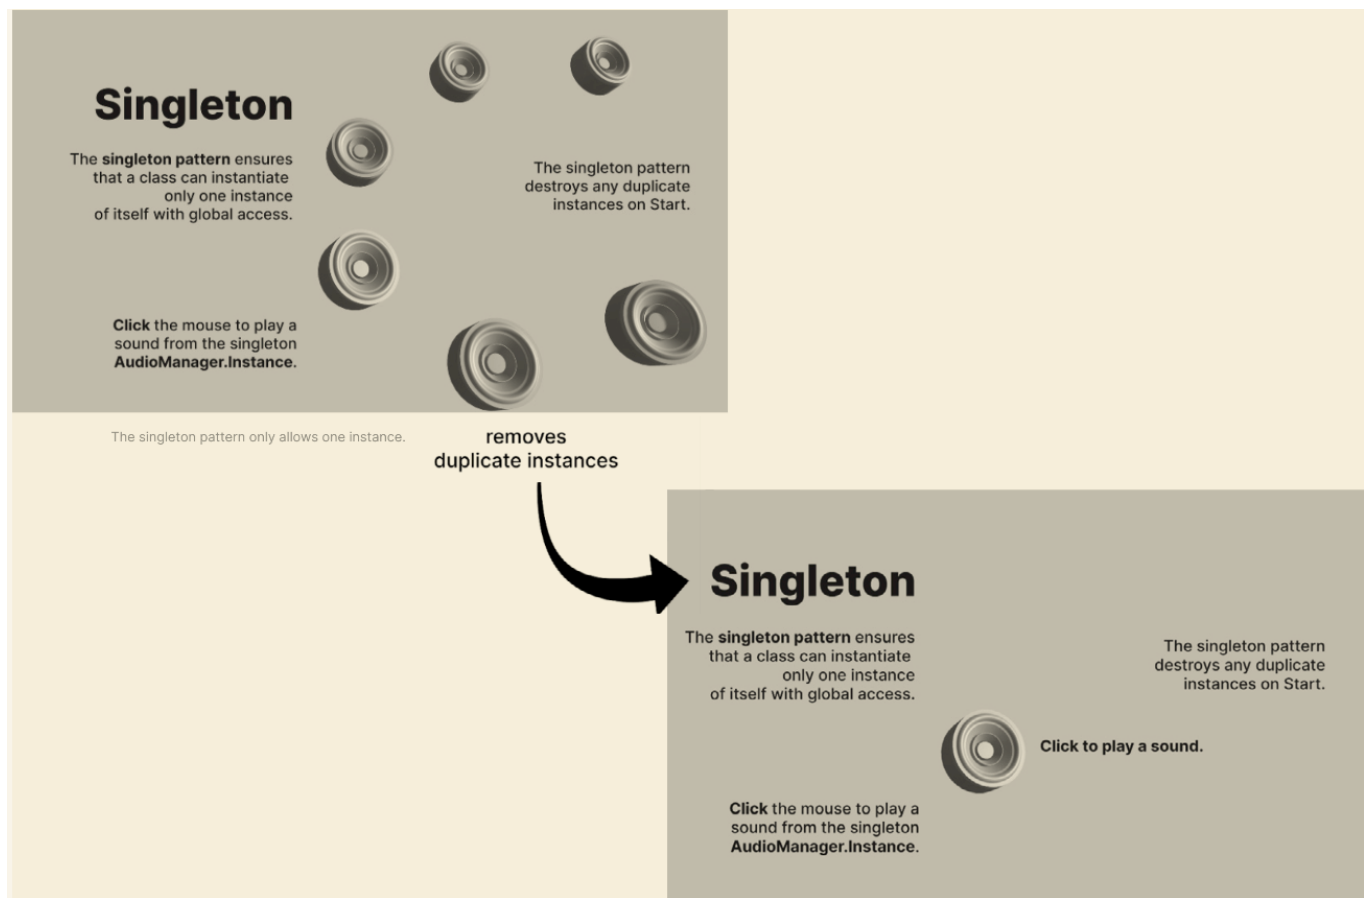 Singleton
The singleton pattern ensures
that a class can instantiate
only one instance
of itself with global access.
The singleton pattern
destroys any duplicate
instances on Start.
Click the mouse to play a
sound from the singleton
AudioManager.Instance.
The singleton pattern only allows one instance.
removes
duplicate instances
Singleton
The singleton pattern ensures
that a class can instantiate
only one instance
of itself with global access.
The singleton pattern
destroys any duplicate
instances on Start.
Click to play a sound.
Click the mouse to play a
sound from the singleton
AudioManager.Instance.